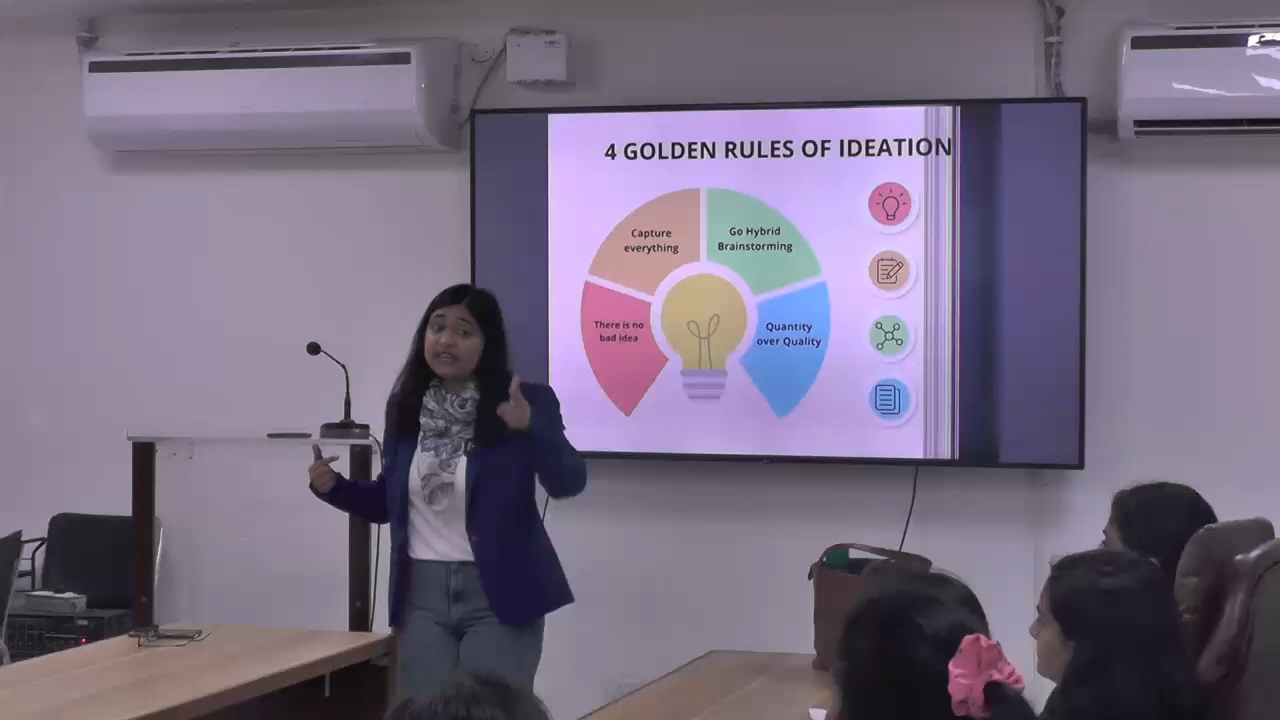 4 GOLDEN RULES OF IDEATION
Capture
everything
Go Hybrid
Brainstorming
There is no
bad idea
Quantity
over Quality